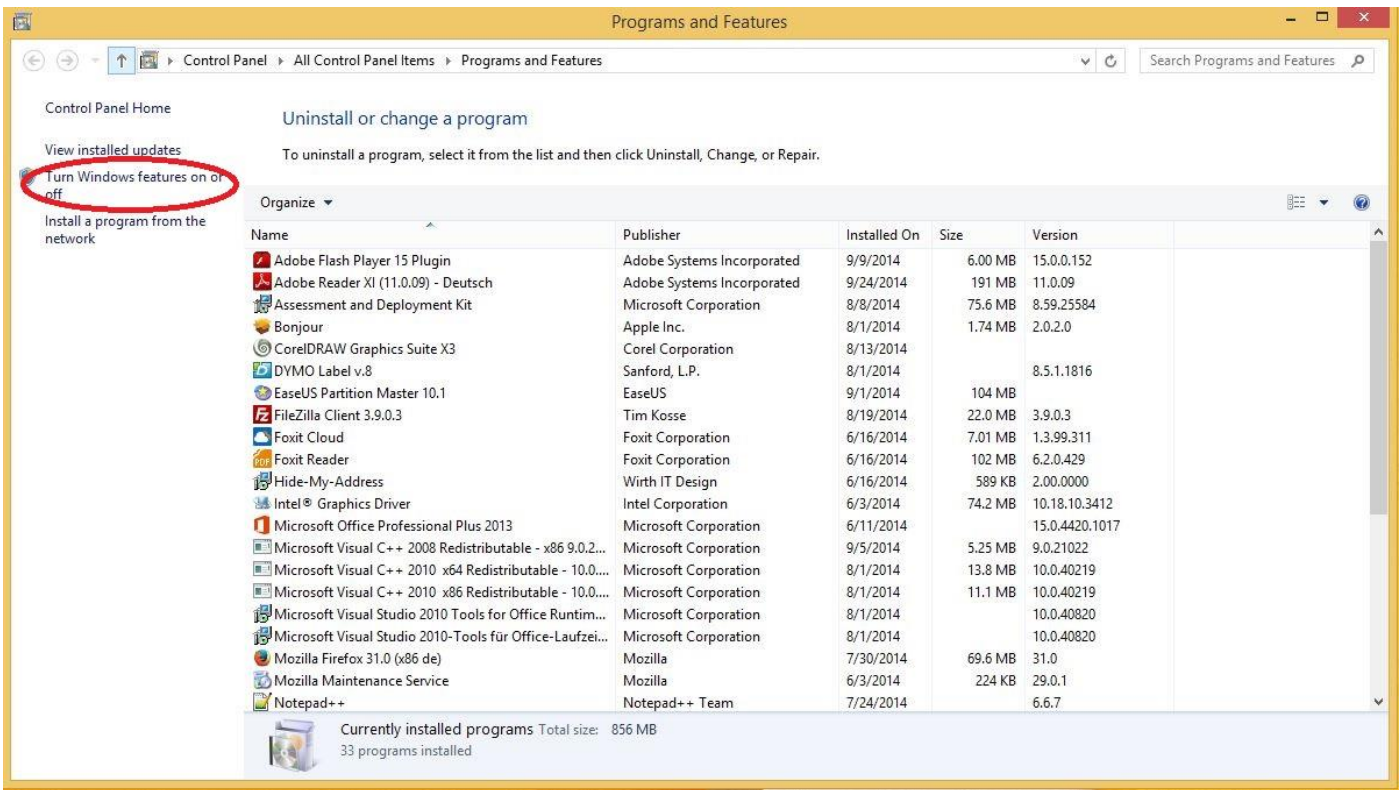 Programs and Features
Control Panel All Control Panel Items Programs and Features
Search Programs and Features
Control Panel Home
View installed updates
Turn Windows features on or
off
Install a program from the
network
Uninstall or change a program
To uninstall a program, select it from the list and then click Uninstall, Change, or Repair.
Organize
Name Publisher Installed On Size Version
Adobe Flash Player 15 Plugin Adobe Systems Incorporated 9/9/2014 6.00 MB 15.0.0.152
Adobe Reader XI (11.0.09) - Deutsch Adobe Systems Incorporated 9/24/2014 191 MB 11.0.09
Assessment and Deployment Kit Microsoft Corporation 8/8/2014 75.6 MB 8.59.25584
Bonjour Apple Inc. 8/1/2014 1.74 MB 2.0.2.0
CorelDRAW Graphics Suite X3 Corel Corporation 8/13/2014
DYMO Label v.8 Sanford, L.P. 8/1/2014 8.5.1.1816
EaseUS Partition Master 10.1 EaseUS 9/1/2014 104 MB
FileZilla Client 3.9.0.3 Tim Kosse 8/19/2014 22.0 MB 3.9.0.3
Foxit Cloud Foxit Corporation 6/16/2014 7.01 MB 1.3.99.311
Foxit Reader Foxit Corporation 6/16/2014 102 MB 6.2.0.429
Hide-My-Address Wirth IT Design 6/16/2014 589 KB 2.00.0000
Intel® Graphics Driver Intel Corporation 6/3/2014 74.2 MB 10.18.10.3412
Microsoft Office Professional Plus 2013 Microsoft Corporation 6/11/2014 15.0.4420.1017
Microsoft Visual C++ 2008 Redistributable - x86 9.0.2... Microsoft Corporation 9/5/2014 5.25 MB 9.0.21022
Microsoft Visual C++ 2010 x64 Redistributable - 10.0.... Microsoft Corporation 8/1/2014 13.8 MB 10.0.40219
Microsoft Visual C++ 2010 x86 Redistributable - 10.0.... Microsoft Corporation 8/1/2014 11.1 MB 10.0.40219
Microsoft Visual Studio 2010 Tools for Office Runtim... Microsoft Corporation 8/1/2014 10.0.40820
Microsoft Visual Studio 2010-Tools für Office-Laufzei... Microsoft Corporation 8/1/2014 10.0.40820
Mozilla Firefox 31.0 (x86 de) Mozilla 7/30/2014 69.6 MB 31.0
Mozilla Maintenance Service Mozilla 6/3/2014 224 KB 29.0.1
Notepad++ Notepad++ Team 7/24/2014 6.6.7
Currently installed programs Total size: 856 MB
33 programs installed